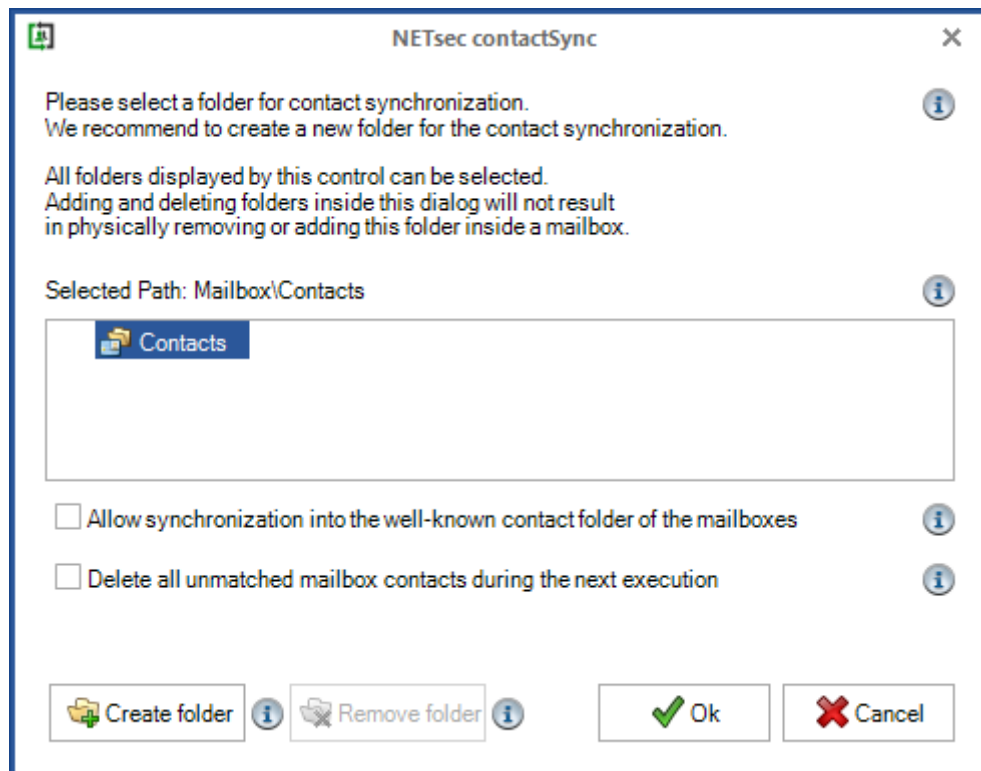 NETsec contactSync
Please select a folder for contact synchronization.
We recommend to create a new folder for the contact synchronization.
All folders displayed by this control can be selected.
Adding and deleting folders inside this dialog will not result
in physically removing or adding this folder inside a mailbox.
Selected Path: Mailbox\Contacts
Contacts
Allow synchronization into the well-known contact folder of the mailboxes
Delete all unmatched mailbox contacts during the next execution
Create folder Remove folder Ok Cancel